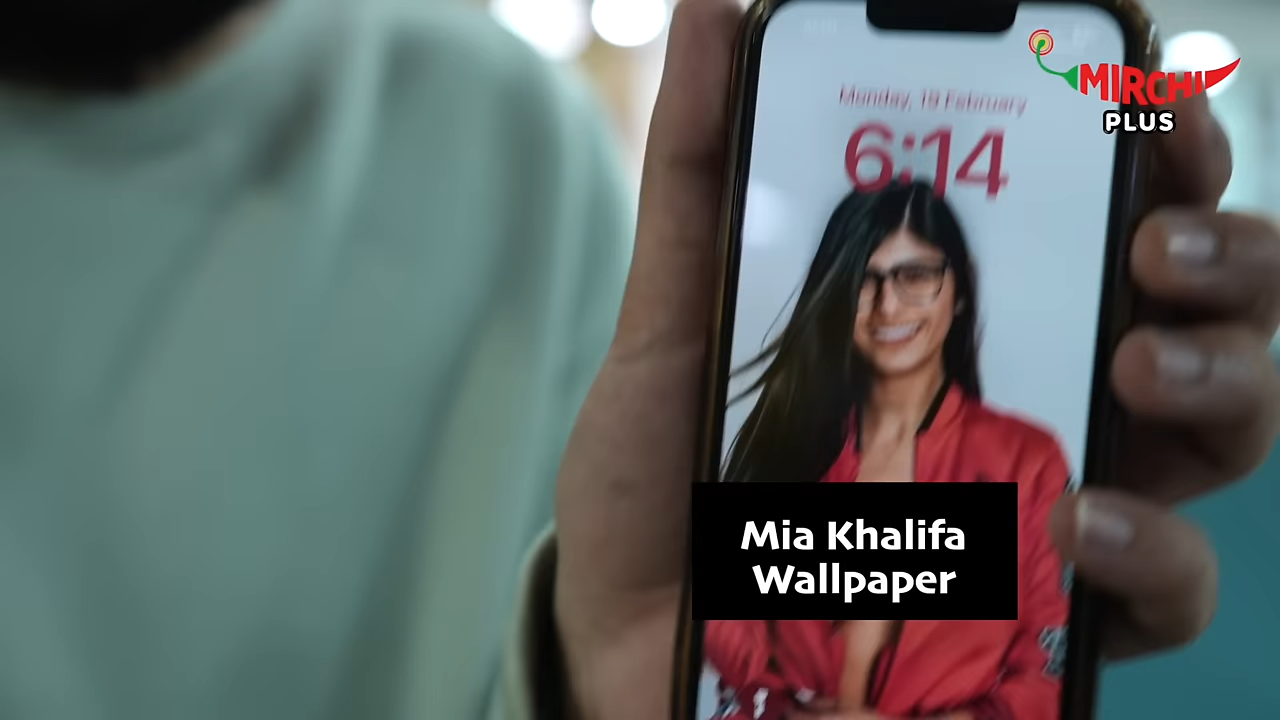 MIRCHI
PLUS
Monday, 19 February
6:14
Mia Khalifa
Wallpaper